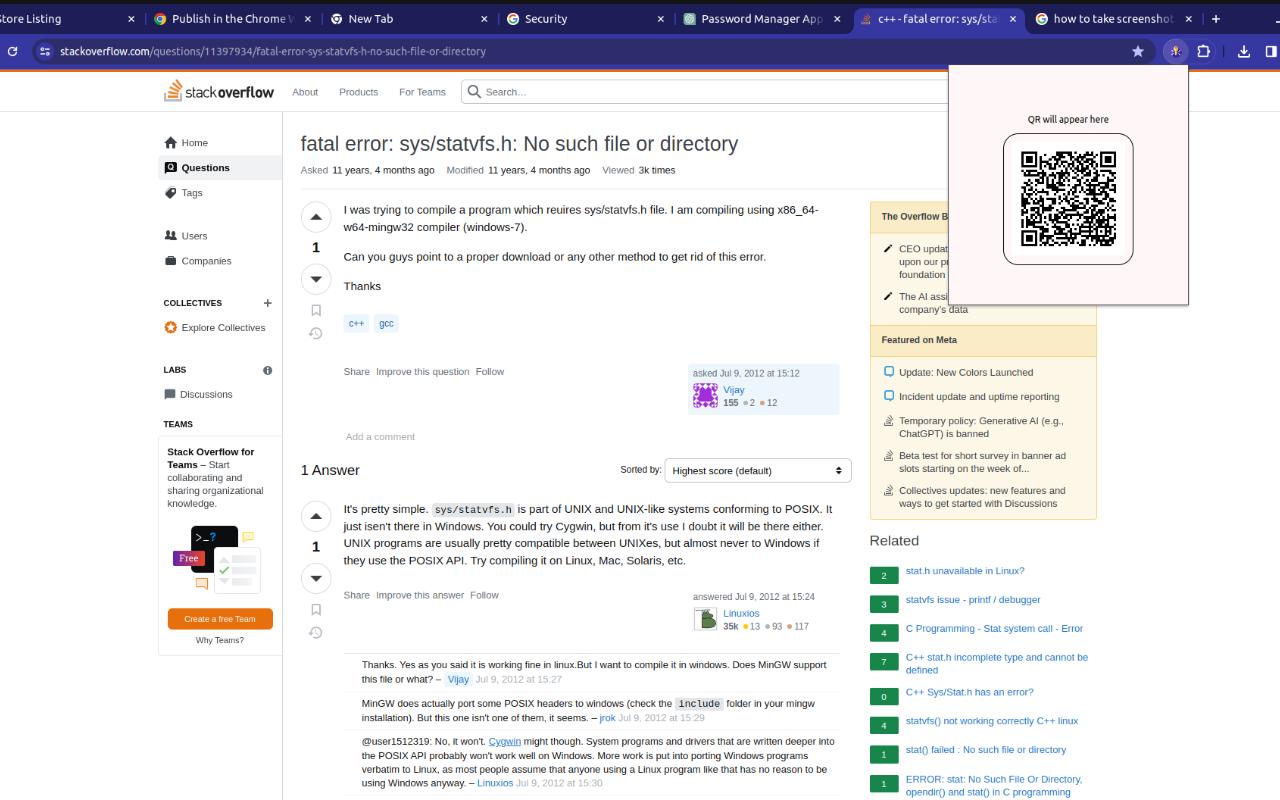 Store Listing
Publish in the Chrome W
New Tab
Security
Password Manager App
c++ - fatal error: sys/stat
how to take screenshot
stackoverflow.com/questions/11397934/fatal-error-sys-statvfs-h-no-such-file-or-directory
stack overflow
About
Products
For Teams
Search…
QR will appear here
Home
Questions
Tags
Users
Companies
COLLECTIVES
Explore Collectives
LABS
Discussions
TEAMS
Stack Overflow for
Teams – Start
collaborating and
sharing organizational
knowledge.
>_?
Free
Create a free Team
Why Teams?
fatal error: sys/statvfs.h: No such file or directory
Asked 11 years, 4 months ago Modified 11 years, 4 months ago Viewed 3k times
I was trying to compile a program which reuires sys/statvfs.h file. I am compiling using x86_64-
w64-mingw32 compiler (windows-7).
1
Can you guys point to a proper download or any other method to get rid of this error.
Thanks
c++ gcc
Share Improve this question Follow
asked Jul 9, 2012 at 15:12
Vijay
155 2 12
Add a comment
1 Answer
Sorted by:
Highest score (default)
It's pretty simple. sys/statvfs.h is part of UNIX and UNIX-like systems conforming to POSIX. It
just isen't there in Windows. You could try Cygwin, but from it's use I doubt it will be there either.
1
UNIX programs are usually pretty compatible between UNIXes, but almost never to Windows if
they use the POSIX API. Try compiling it on Linux, Mac, Solaris, etc.
Share Improve this answer Follow
answered Jul 9, 2012 at 15:24
Linuxios
35k 13 93 117
Thanks. Yes as you said it is working fine in linux.But I want to compile it in windows. Does MinGW support
this file or what? – Vijay Jul 9, 2012 at 15:27
MinGW does actually port some POSIX headers to windows (check the include folder in your mingw
installation). But this one isn't one of them, it seems. – jrok Jul 9, 2012 at 15:29
@user1512319: No, it won't. Cygwin might though. System programs and drivers that are written deeper into
the POSIX API probably won't work well on Windows. More work is put into porting Windows programs
verbatim to Linux, as most people assume that anyone using a Linux program like that has no reason to be
using Windows anyway. – Linuxios Jul 9, 2012 at 15:30
The Overflow B
CEO updat
upon our pr
foundation
The AI assi
company's data
Featured on Meta
Update: New Colors Launched
Incident update and uptime reporting
Temporary policy: Generative AI (e.g.,
ChatGPT) is banned
Beta test for short survey in banner ad
slots starting on the week of...
Collectives updates: new features and
ways to get started with Discussions
Related
2 stat.h unavailable in Linux?
3 statvfs issue - printf / debugger
4 C Programming - Stat system call - Error
7 C++ stat.h incomplete type and cannot be
defined
0 C++ Sys/Stat.h has an error?
4 statvfs() not working correctly C++ linux
1 stat() failed : No such file or directory
1 ERROR: stat: No Such File Or Directory,
opendir() and stat() in C programming